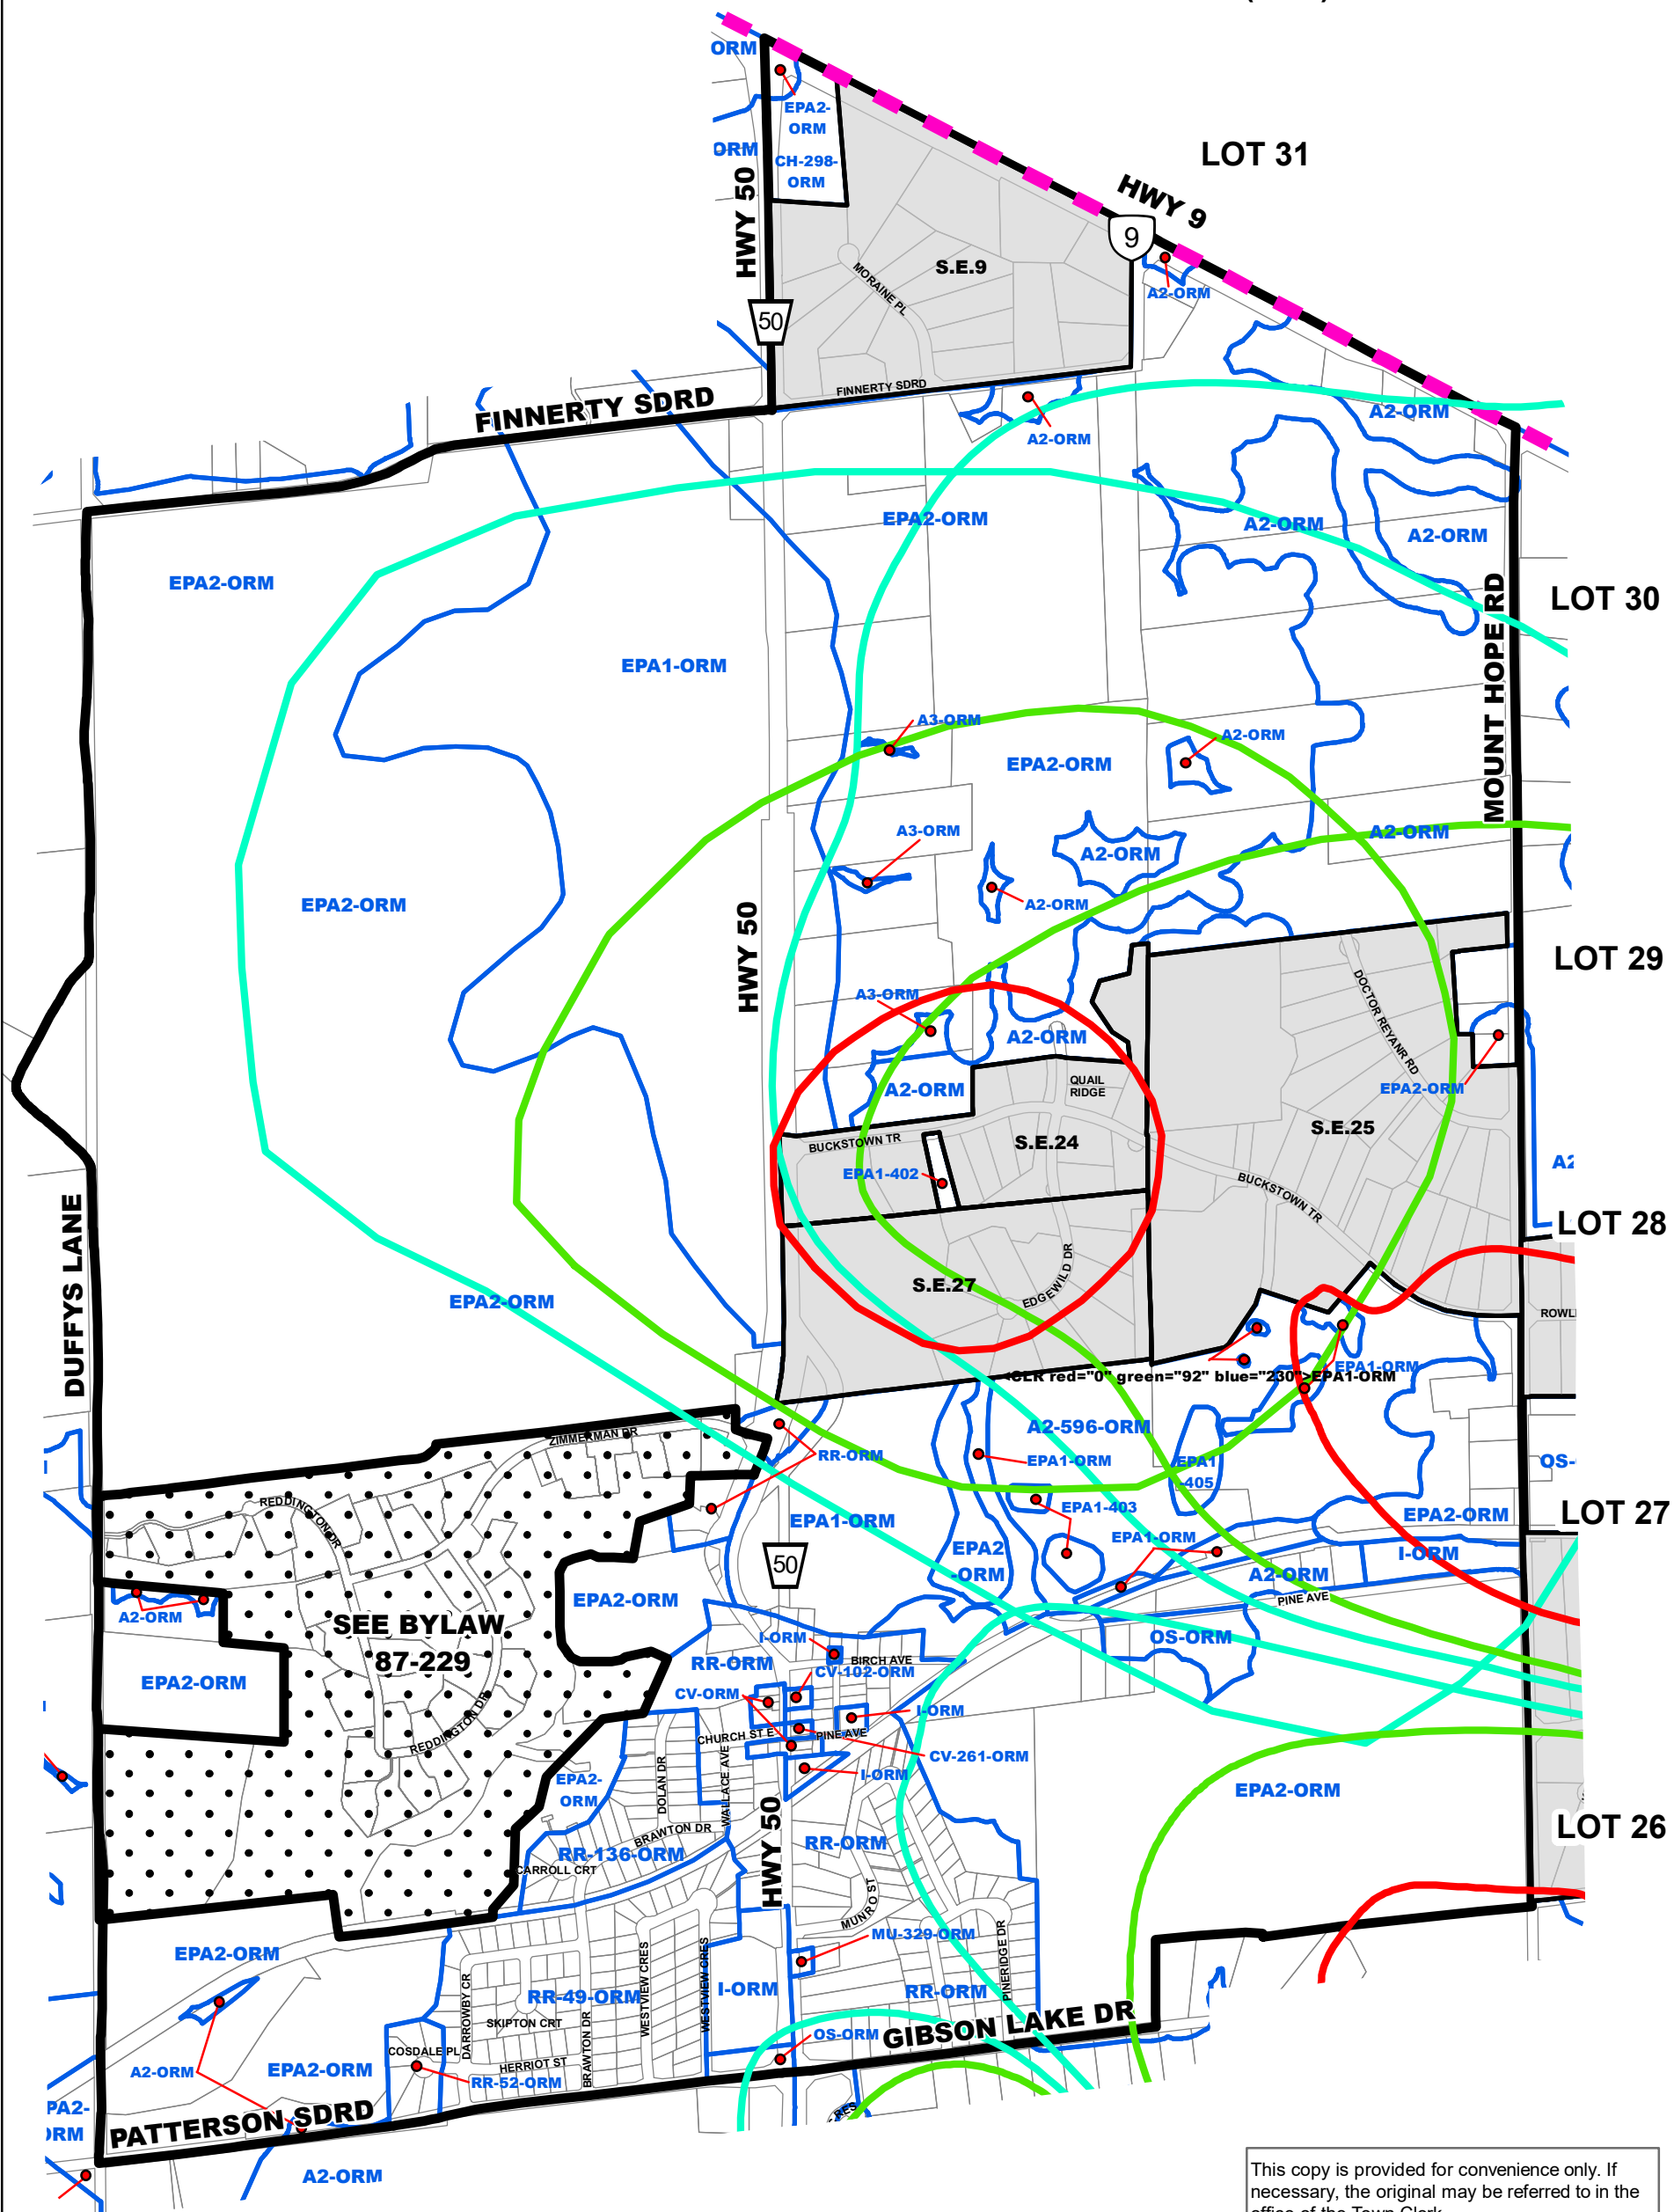 ORM
EPA2-
ORM
ORM
CH-298-
ORM
LOT 31
HWY 50
HWY 9
9
S.E.9
MORAINE PL
A2-ORM
50
FINNERTY SDRD
FINNERTY SDRD
A2-ORM
A2-ORM
EPA2-ORM
A2-ORM
A2-ORM
EPA2-ORM
LOT 30
MOUNT HOPE RD
EPA1-ORM
A3-ORM
A2-ORM
EPA2-ORM
A3-ORM
A2-ORM
A2-ORM
EPA2-ORM
A2-ORM
HWY 50
LOT 29
DOCTOR REYANR RD
A3-ORM
A2-ORM
A2-ORM
QUAIL
RIDGE
EPA2-ORM
S.E.25
BUCKSTOWN TR
S.E.24
EPA1-402
A2
BUCKSTOWN TR
LOT 28
DUFFYS LANE
S.E.27
EDGEWILD DR
EPA2-ORM
ROWL
EPA1-ORM
<CLR red="0" green="92" blue="230">EPA1-ORM
A2-596-ORM
ZIMMERMAN DR
RR-ORM
EPA1-ORM
EPA1
-405
OS-
REDDINGTON DR
EPA1-403
EPA2-ORM
LOT 27
EPA1-ORM
EPA1-ORM
50
EPA2
-ORM
I-ORM
A2-ORM
PINE AVE
EPA2-ORM
A2-ORM
SEE BYLAW
87-229
I-ORM
OS-ORM
BIRCH AVE
RR-ORM
CV-102-ORM
EPA2-ORM
CV-ORM
I-ORM
REDDINGTON DR
CHURCH ST E
PINE AVE
CV-261-ORM
I-ORM
EPA2-
ORM
DOLAN DR
WALLACE AVE
EPA2-ORM
LOT 26
BRAWTON DR
HWY 50
RR-ORM
RR-136-ORM
CARROLL CRT
MUNRO ST
MU-329-ORM
EPA2-ORM
DARROWBY CR
WESTVIEW CRES
WESTVIEW CRES
PINERIDGE DR
RR-49-ORM
I-ORM
RR-ORM
SKIPTON CRT
BRAWTON DR
OS-ORM
GIBSON LAKE DR
COSDALE PL
HERRIOT ST
A2-ORM
EPA2-ORM
RR-52-ORM
PA2-
ORM
PATTERSON SDRD
CRES
A2-ORM
This copy is provided for convenience only. If
necessary, the original may be referred to in the
office of the Town Clerk